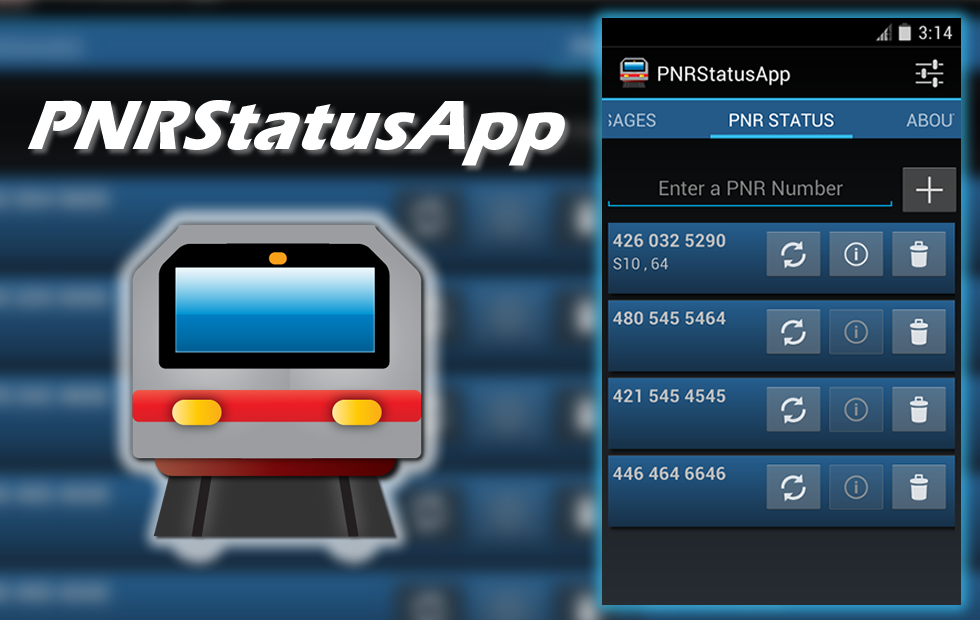 PNRStatusApp
3:14
PNRStatusApp
SAGES PNR STATUS ABOU
Enter a PNR Number
426 032 5290
S10 , 64
480 545 5464
421 545 4545
446 464 6646